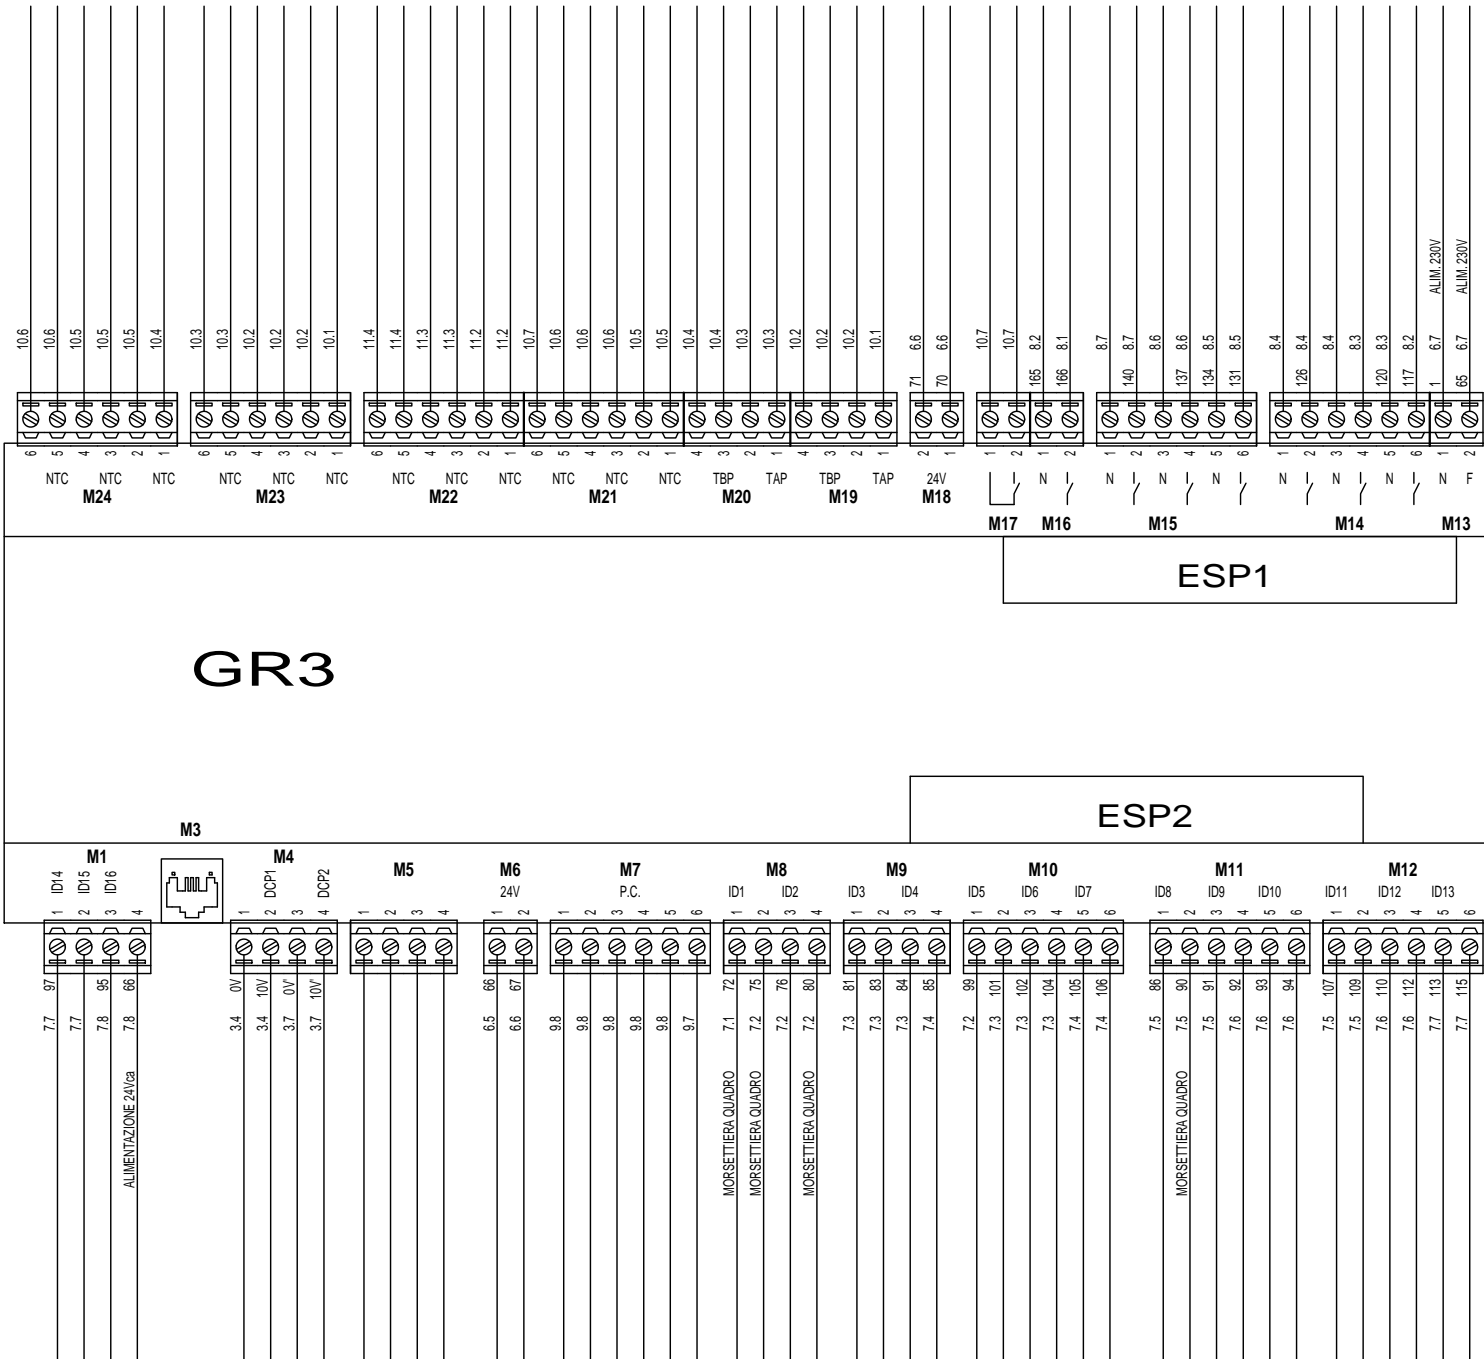 10.6 10.6 10.5 10.5 10.5 10.4 10.3 10.3 10.2 10.2 10.2 10.1 11.4 11.4 11.3 11.3 11.2 11.2 10.7 10.6 10.6 10.6 10.5 10.5 10.4 10.4 10.3 10.3 10.2 10.2 10.2 10.1 6.6 6.6 10.7 10.7 8.2 8.1 8.7 8.7 8.6 8.6 8.5 8.5 8.4 8.4 8.4 8.3 8.3 8.2 6.7 6.7
ALIM. 230V ALIM. 230V
71 70 165 166 140 137 134 131 126 120 117 1 65
6 5 4 3 2 1 6 5 4 3 2 1 6 5 4 3 2 1 6 5 4 3 2 1 4 3 2 1 4 3 2 1 2 1 1 2 1 2 1 2 3 4 5 6 1 2 3 4 5 6 1 2
NTC NTC NTC NTC NTC NTC NTC NTC NTC NTC NTC NTC TBP TAP TBP TAP 24V N N N N N N N N F
M24 M23 M22 M21 M20 M19 M18
M17 M16 M15 M14 M13
ESP1
GR3
ESP2
M3
M1 M4 M5 M6 M7 M8 M9 M10 M11 M12
ID14 ID15 ID16 DCP1 DCP2 24V P.C. ID1 ID2 ID3 ID4 ID5 ID6 ID7 ID8 ID9 ID10 ID11 ID12 ID13
1 2 3 4 1 2 3 4 1 2 3 4 1 2 1 2 3 4 5 6 1 2 3 4 1 2 3 4 1 2 3 4 5 6 1 2 3 4 5 6 1 2 3 4 5 6
97 95 66 0V 10V 0V' 10V' 66 67 72 75 76 80 81 83 84 85 99 101 102 104 105 106 86 90 91 92 93 94 107 109 110 112 113 115
7.7 7.7 7.8 7.8 3.4 3.4 3.7 3.7 6.5 6.6 9.8 9.8 9.8 9.8 9.8 9.7 7.1 7.2 7.2 7.2 7.3 7.3 7.3 7.4 7.2 7.3 7.3 7.3 7.4 7.4 7.5 7.5 7.5 7.6 7.6 7.6 7.5 7.5 7.6 7.6 7.7 7.7
ALIMENTAZIONE 24Vca
MORSETTIERA QUADRO
MORSETTIERA QUADRO
MORSETTIERA QUADRO
MORSETTIERA QUADRO